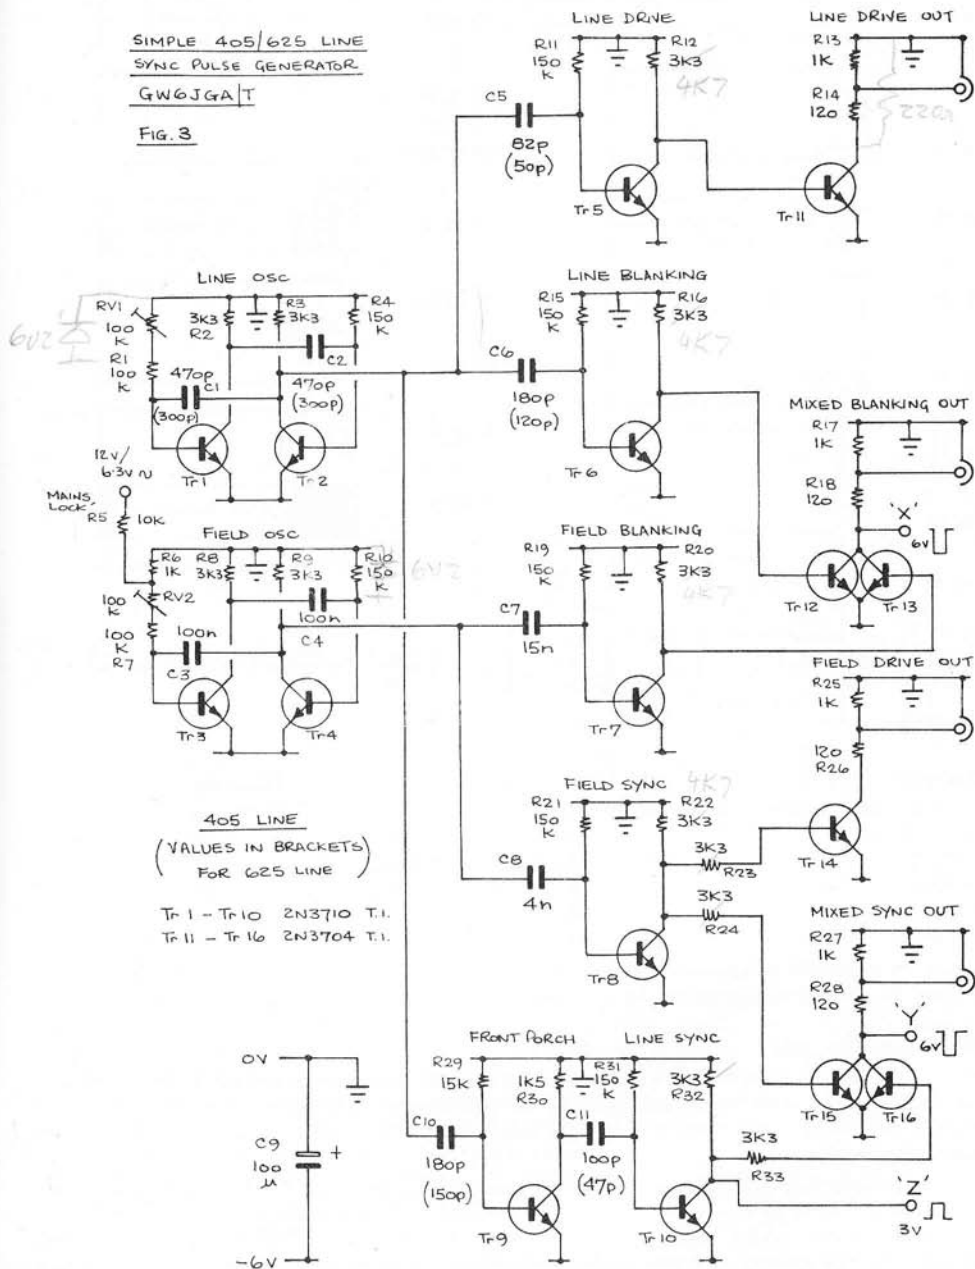 SIMPLE 405/625 LINE
SYNC PULSE GENERATOR
GW6JGA/T
FIG. 3
LINE DRIVE
R11
150
K
R12
3K3
4K7
C5
82p
(50p)
Tr5
LINE DRIVE OUT
R13
1K
R14
120
220Ω
Tr11
LINE OSC
6V2
RV1
100
K
R1
100
K
3K3
R2
R3
3K3
R4
150
K
470p
C1
(300p)
C2
470p
(300p)
Tr1
Tr2
LINE BLANKING
R15
150
K
R16
3K3
4K7
C6
180p
(120p)
Tr6
MIXED BLANKING OUT
R17
1K
R18
120
'X'
6V
Tr12
Tr13
12V/
6·3V ~
MAINS
LOCK'
R5
10K
FIELD OSC
R6
1K
R8
3K3
R9
3K3
R10
150
K
6V2
100
K
RV2
100
K
R7
100n
C3
100n
C4
Tr3
Tr4
FIELD BLANKING
R19
150
K
R20
3K3
4K7
C7
15n
Tr7
FIELD DRIVE OUT
R25
1K
120
R26
Tr14
FIELD SYNC
4K7
R21
150
K
R22
3K3
C8
4n
3K3
R23
3K3
R24
Tr8
405 LINE
(VALUES IN BRACKETS)
FOR 625 LINE
Tr1 - Tr10 2N3710 T.I.
Tr11 - Tr16 2N3704 T.I.
MIXED SYNC OUT
R27
1K
R28
120
'Y'
6V
Tr15
Tr16
FRONT PORCH
R29
15K
1K5
R30
C10
180p
(150p)
Tr9
LINE SYNC
R31
150
K
3K3
R32
C11
100p
(47p)
Tr10
3K3
R33
'Z'
3V
0V
C9
100
µ
+
-6V